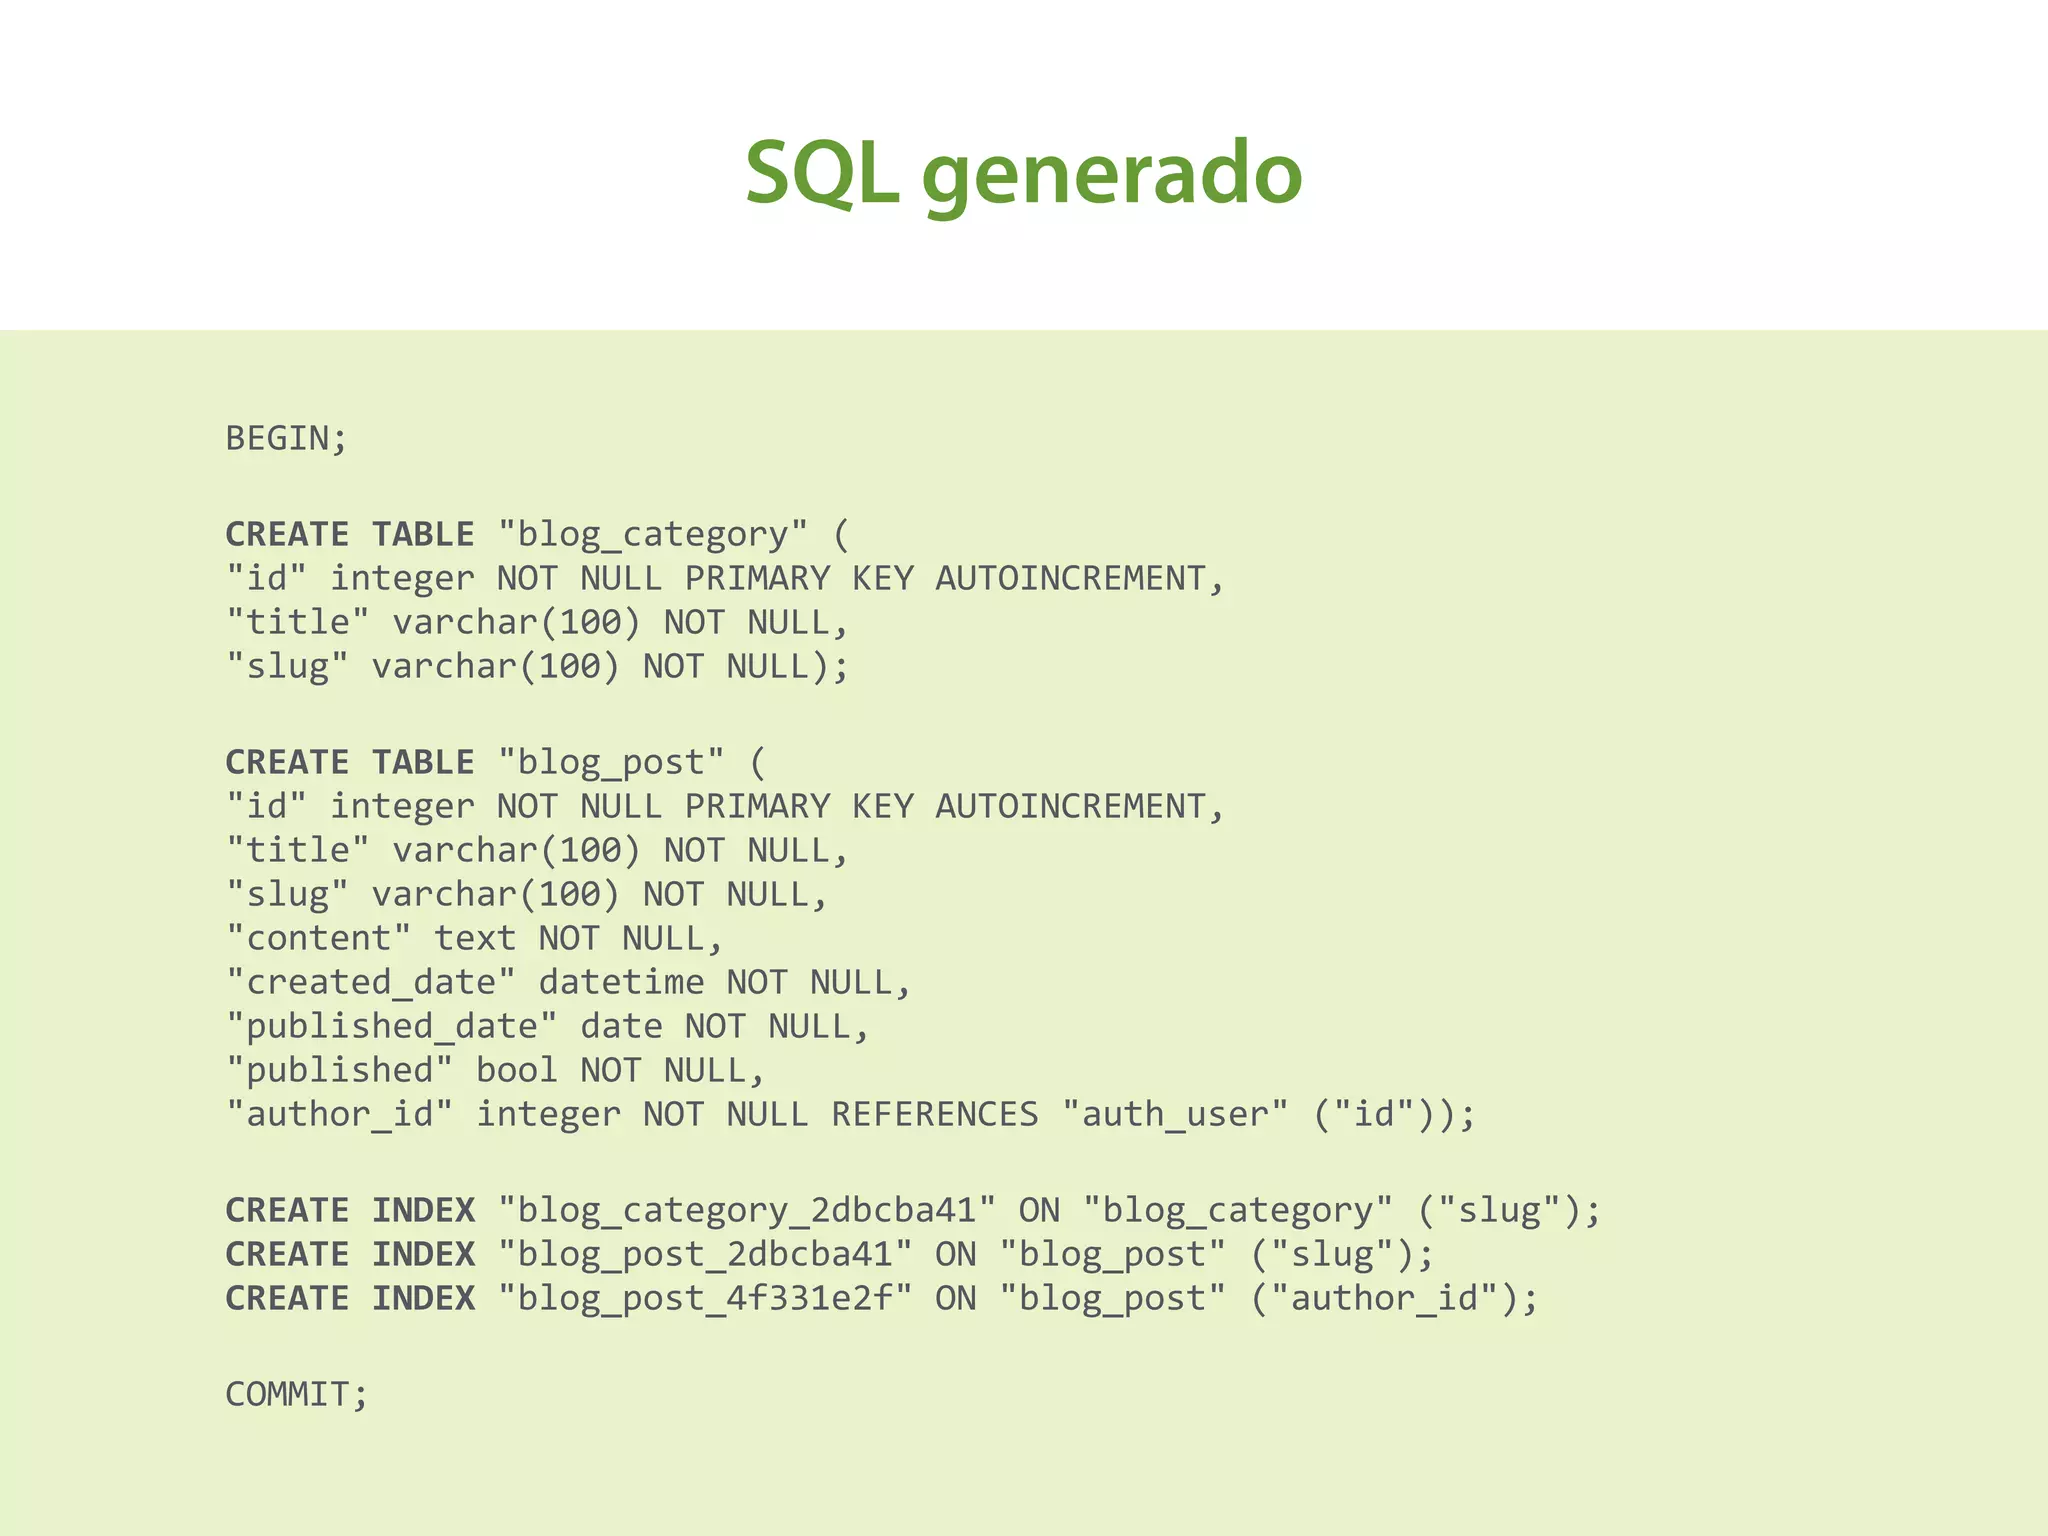 SQL generado
BEGIN;
CREATE TABLE "blog_category" (
"id" integer NOT NULL PRIMARY KEY AUTOINCREMENT,
"title" varchar(100) NOT NULL,
"slug" varchar(100) NOT NULL);
CREATE TABLE "blog_post" (
"id" integer NOT NULL PRIMARY KEY AUTOINCREMENT,
"title" varchar(100) NOT NULL,
"slug" varchar(100) NOT NULL,
"content" text NOT NULL,
"created_date" datetime NOT NULL,
"published_date" date NOT NULL,
"published" bool NOT NULL,
"author_id" integer NOT NULL REFERENCES "auth_user" ("id"));
CREATE INDEX "blog_category_2dbcba41" ON "blog_category" ("slug");
CREATE INDEX "blog_post_2dbcba41" ON "blog_post" ("slug");
CREATE INDEX "blog_post_4f331e2f" ON "blog_post" ("author_id");
COMMIT;